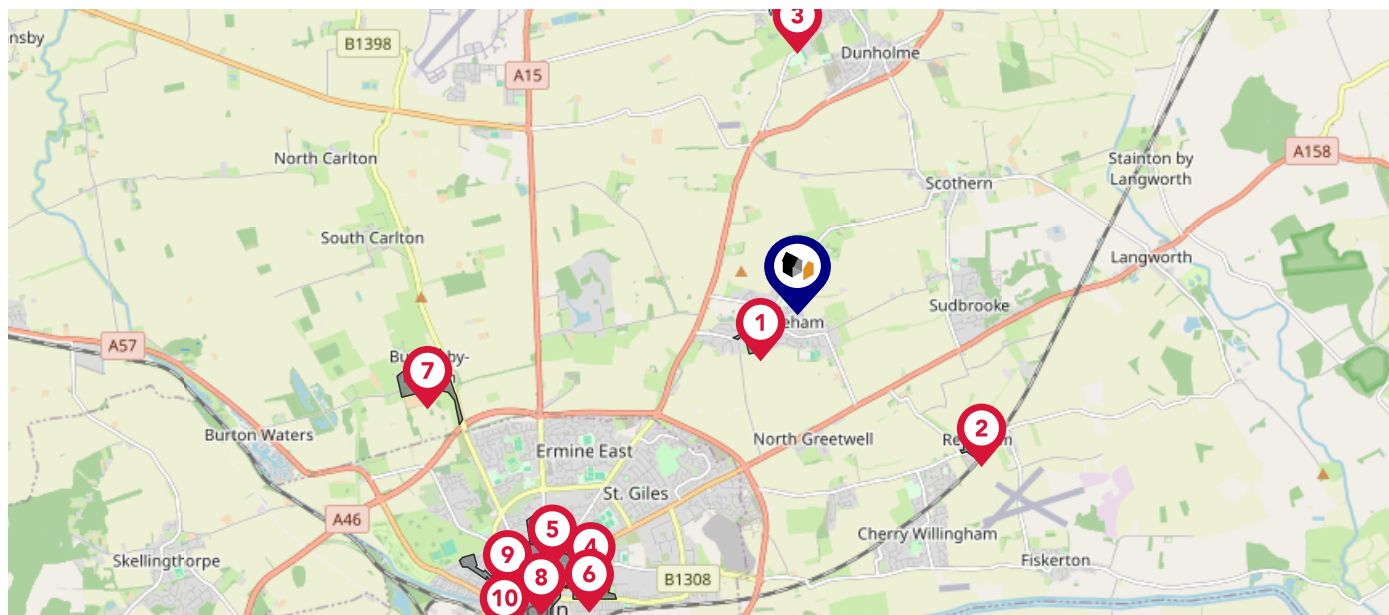 3
nsby
B1398
Dunholme
A15
North Carlton
A158
Stainton by
Langworth
Scothern
South Carlton
Langworth
Sudbrooke
1
eham
A57
7
2
Burton Waters
North Greetwell
Ermine East
St. Giles
A46
5
4
9
Cherry Willingham
Skellingthorpe
8
6
B1308
Fiskerton
10